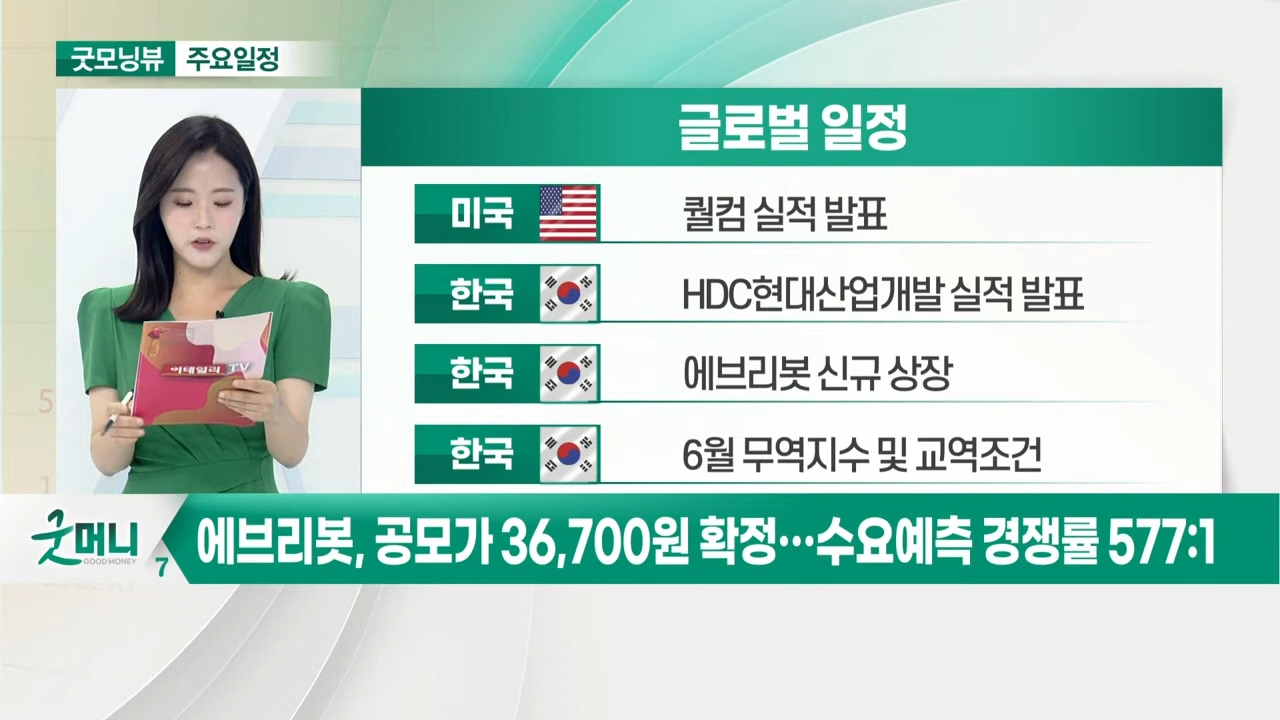 굿모닝뷰 주요일정
글로벌 일정
미국 퀄컴 실적 발표
한국 HDC현대산업개발 실적 발표
한국 에브리봇 신규 상장
한국 6월 무역지수 및 교역조건
이데일리 TV
5
1
굿머니
GOOD MONEY
7
에브리봇, 공모가 36,700원 확정…수요예측 경쟁률 577:1